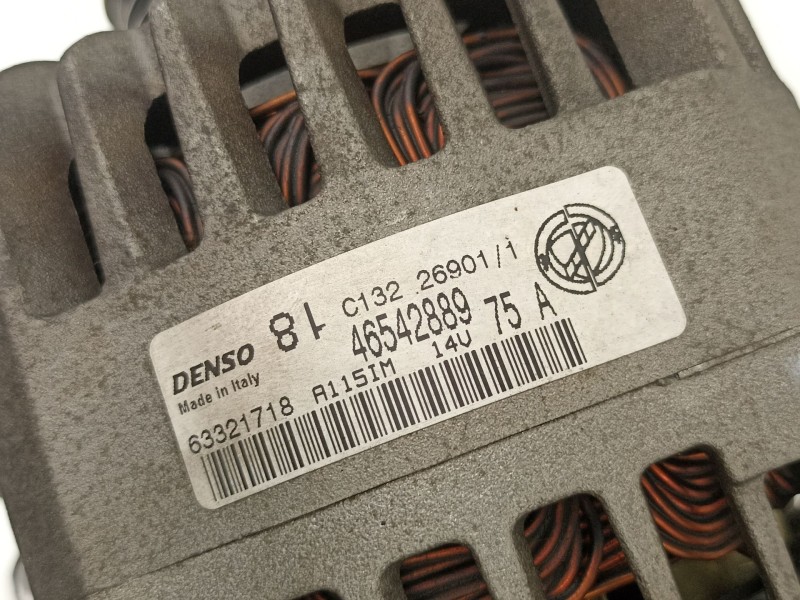 DENSO 81 C132 26901/1
Made in Italy 46542889 75 A
63321718 A115IM 14V